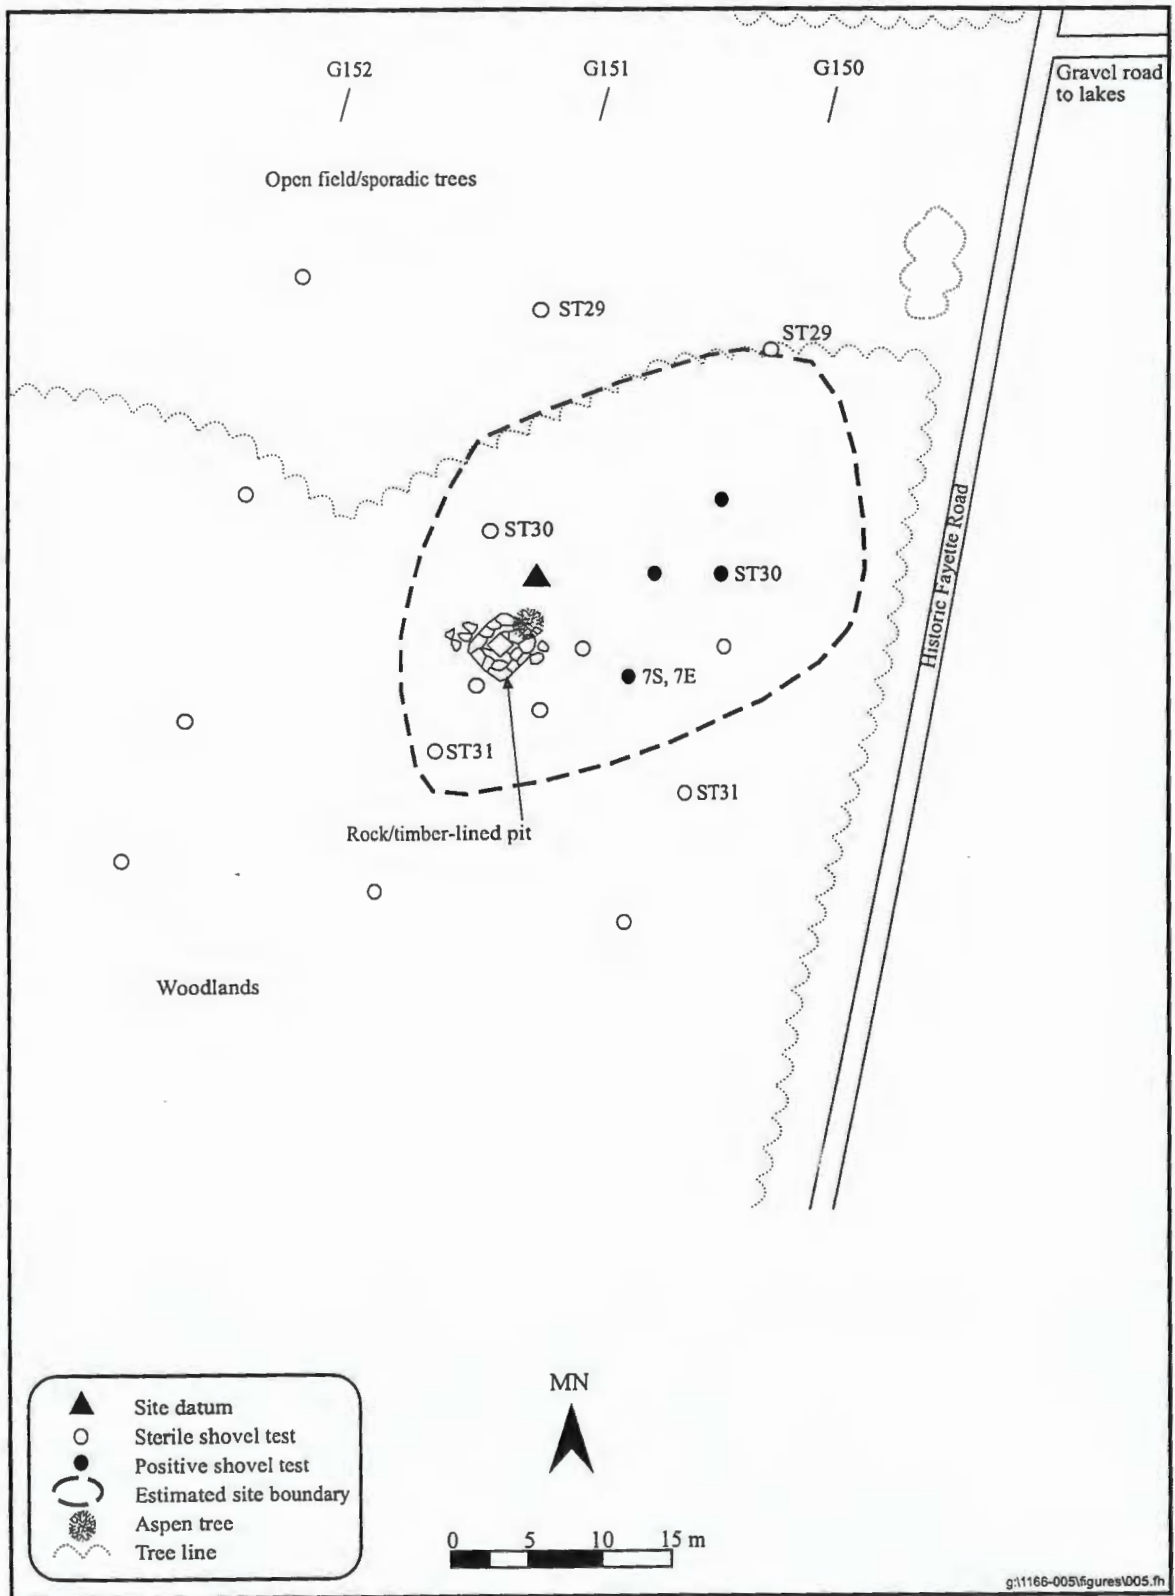 G152
G151
G150
Gravel road
to lakes
Open field/sporadic trees
ST29
ST29
ST30
ST30
7S, 7E
ST31
ST31
Rock/timber-lined pit
Historic Fayette Road
Woodlands
MN
Site datum
Sterile shovel test
Positive shovel test
Estimated site boundary
Aspen tree
Tree line
0 5 10 15 m
g:\1166-005\figures\005.fh